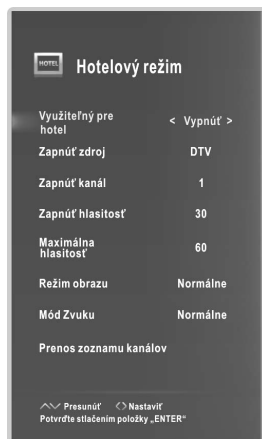 HOTEL
Hotelový režim
Využiteľný pre
hotel
< Vypnúť >
Zapnúť zdroj
DTV
Zapnúť kanál
1
Zapnúť hlasitosť
30
Maximálna
hlasitosť
60
Režim obrazu
Normálne
Mód Zvuku
Normálne
Prenos zoznamu kanálov
Presunúť
Nastaviť
Potvrďte stlačením položky „ENTER“